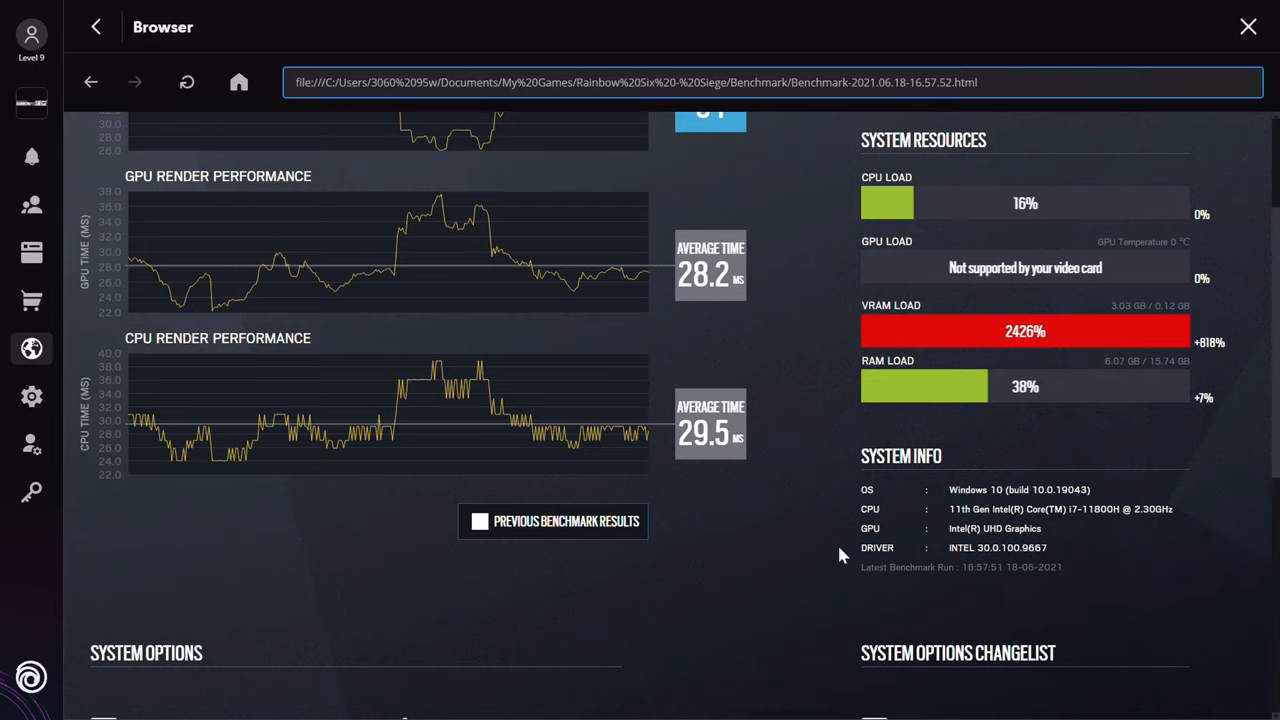 Browser
Level 9
file:///C:/Users/3060%2095w/Documents/My%20Games/Rainbow%20Six%20-%20Siege/Benchmark/Benchmark-2021.06.18-16.57.52.html
30.0
28.0
26.0
GPU RENDER PERFORMANCE
GPU TIME (MS)
38.0
36.0
34.0
32.0
30.0
28.0
26.0
24.0
22.0
AVERAGE TIME
28.2 MS
CPU RENDER PERFORMANCE
CPU TIME (MS)
40.0
38.0
36.0
34.0
32.0
30.0
28.0
26.0
24.0
22.0
AVERAGE TIME
29.5 MS
PREVIOUS BENCHMARK RESULTS
SYSTEM OPTIONS
SYSTEM RESOURCES
CPU LOAD
16%
0%
GPU LOAD GPU Temperature 0 °C
Not supported by your video card
0%
VRAM LOAD 3.03 GB / 0.12 GB
2426%
+818%
RAM LOAD 6.07 GB / 15.74 GB
38%
+7%
SYSTEM INFO
OS : Windows 10 (build 10.0.19043)
CPU : 11th Gen Intel(R) Core(TM) i7-11800H @ 2.30GHz
GPU : Intel(R) UHD Graphics
DRIVER : INTEL 30.0.100.9667
Latest Benchmark Run : 16:57:51 18-06-2021
SYSTEM OPTIONS CHANGELIST